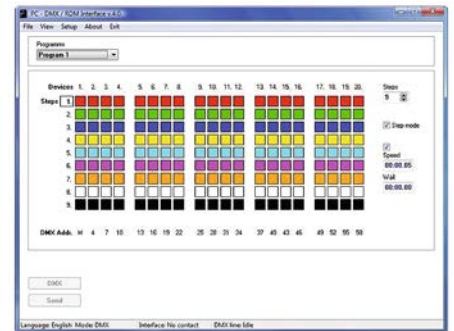 PC - DMX / RDM Interface v.4.0
File View Setup About Exit
Programms
Program 1
Devices 1. 2. 3. 4. 5. 6. 7. 8. 9. 10. 11. 12. 13. 14. 15. 16. 17. 18. 19. 20.
Steps
Steps 1.
9
2.
3.
Step mode
4.
5.
Speed
6.
00:00.05
7.
Wait
8.
00:00.00
9.
DMX Addr. 4 7 10 13 16 19 22 25 28 31 34 37 40 43 46 49 52 55 58
DMX
Send
Language: English Mode: DMX Interface: No contact DMX line: Idle